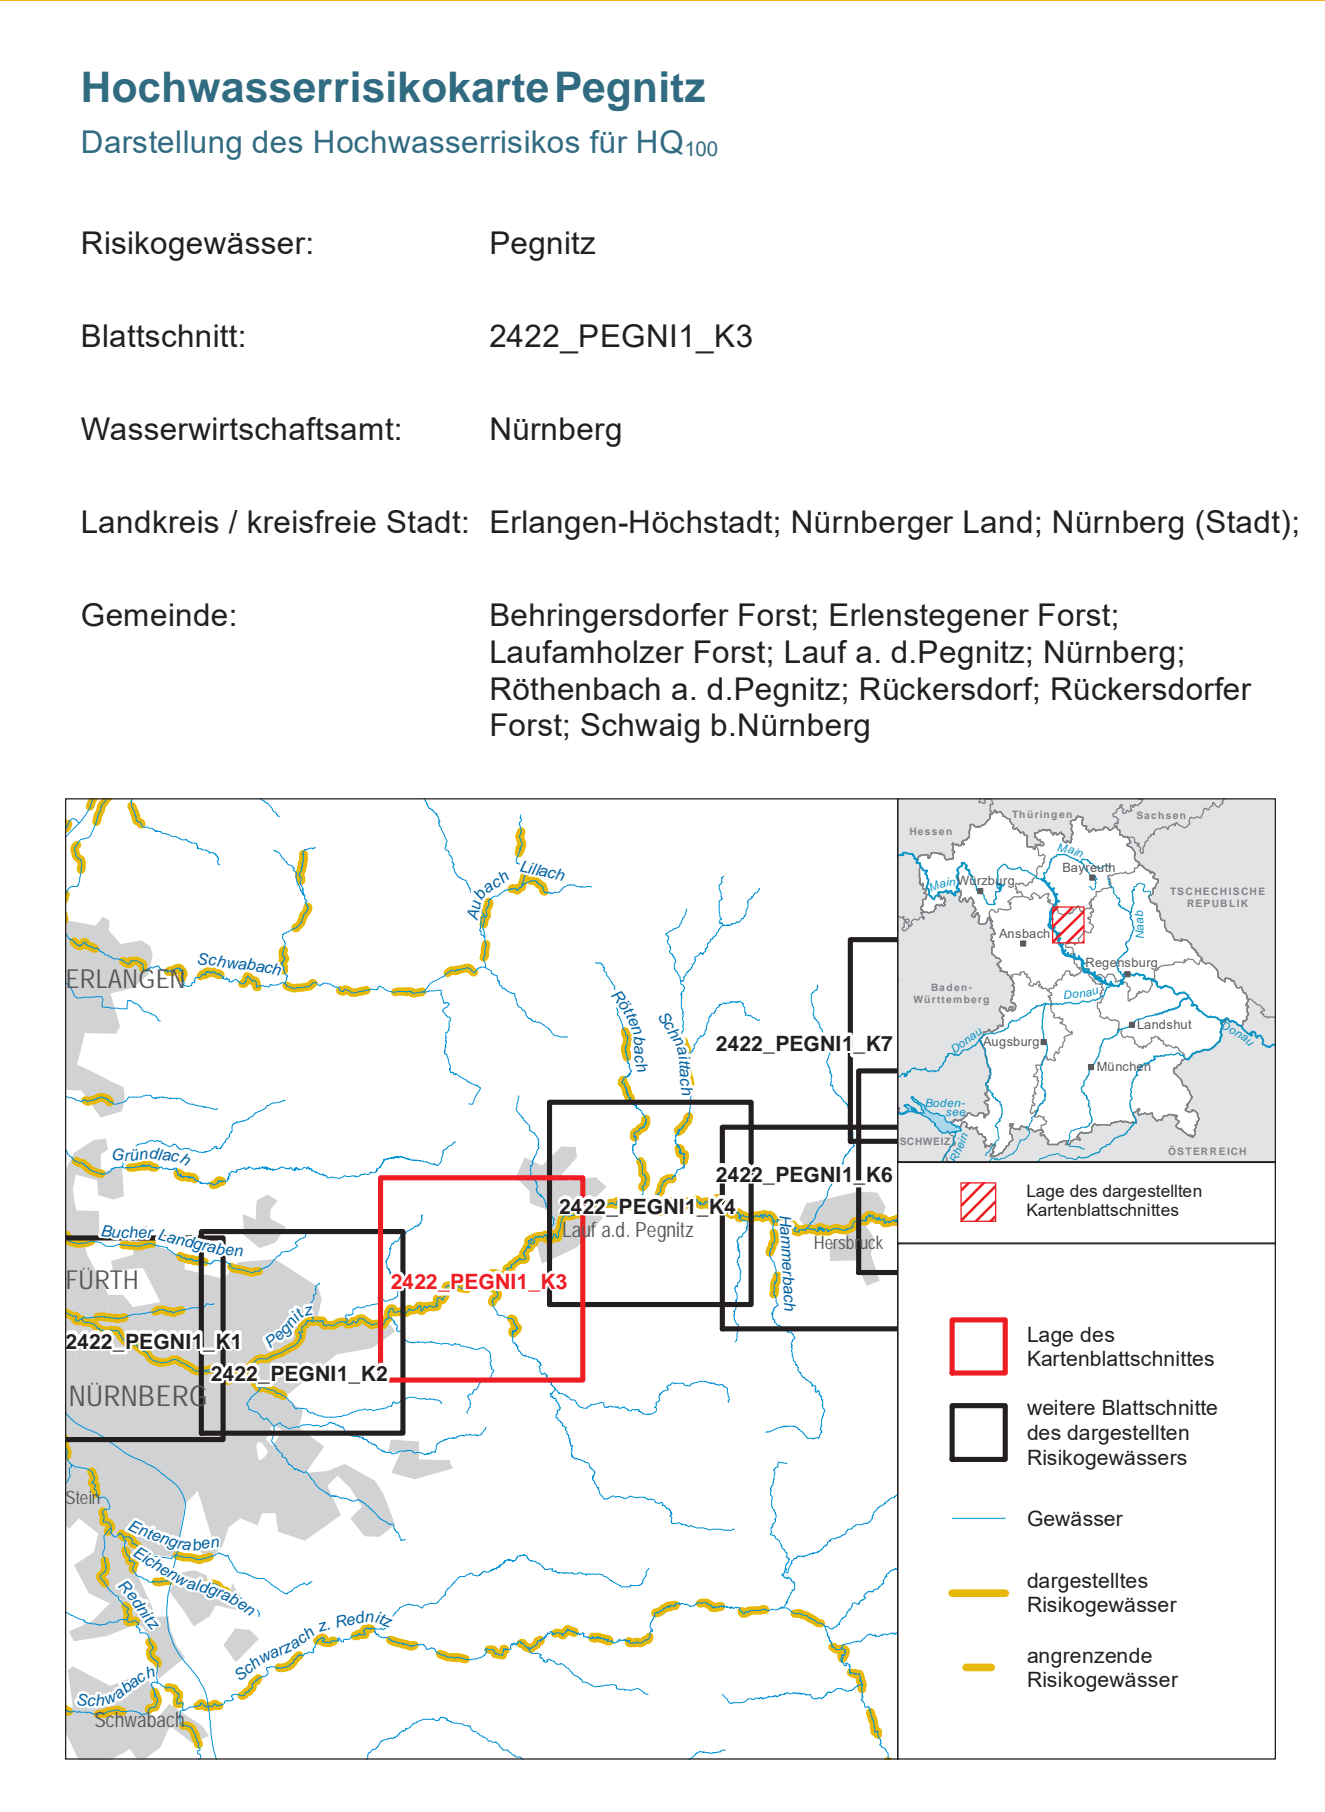 Hochwasserrisikokarte Pegnitz
Darstellung des Hochwasserrisikos für HQ100
Risikogewässer: Pegnitz
Blattschnitt: 2422_PEGNI1_K3
Wasserwirtschaftsamt: Nürnberg
Landkreis / kreisfreie Stadt: Erlangen-Höchstadt; Nürnberger Land; Nürnberg (Stadt);
Gemeinde: Behringersdorfer Forst; Erlenstegener Forst;
Laufamholzer Forst; Lauf a. d.Pegnitz; Nürnberg;
Röthenbach a. d.Pegnitz; Rückersdorf; Rückersdorfer
Forst; Schwaig b.Nürnberg
Lillach
Aubach
Schwabach
ERLANGEN
Röttenbach
Schnaittach
2422_PEGNI1_K7
Gründlach
2422_PEGNI1_K6
2422_PEGNI1_K4
Lauf a.d. Pegnitz
Bucher Landgraben
Hammerbach
Hersbruck
FÜRTH
2422_PEGNI1_K3
Pegnitz
2422_PEGNI1_K1
2422_PEGNI1_K2
NÜRNBERG
Stein
Entengraben
Eichenwaldgraben
Rednitz
Schwarzach z. Rednitz
Schwabach
Schwabach
Thüringen
Sachsen
Hessen
Main
Bayreuth
Main
Würzburg
TSCHECHISCHE
REPUBLIK
Naab
Ansbach
Regensburg
Baden-
Württemberg
Donau
Landshut
Donau
Donau
Augsburg
München
Boden-
see
SCHWEIZ
Rhein
ÖSTERREICH
Lage des dargestellten
Kartenblattschnittes
Lage des
Kartenblattschnittes
weitere Blattschnitte
des dargestellten
Risikogewässers
Gewässer
dargestelltes
Risikogewässer
angrenzende
Risikogewässer